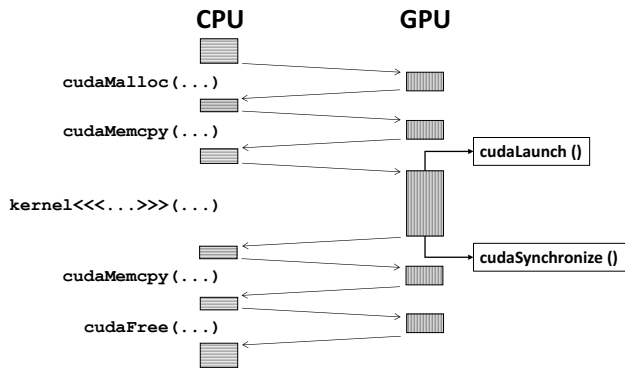 CPU GPU
cudaMalloc(...)
cudaMemcpy(...)
cudaLaunch ()
kernel<<<...>>>(...)
cudaSynchronize ()
cudaMemcpy(...)
cudaFree(...)